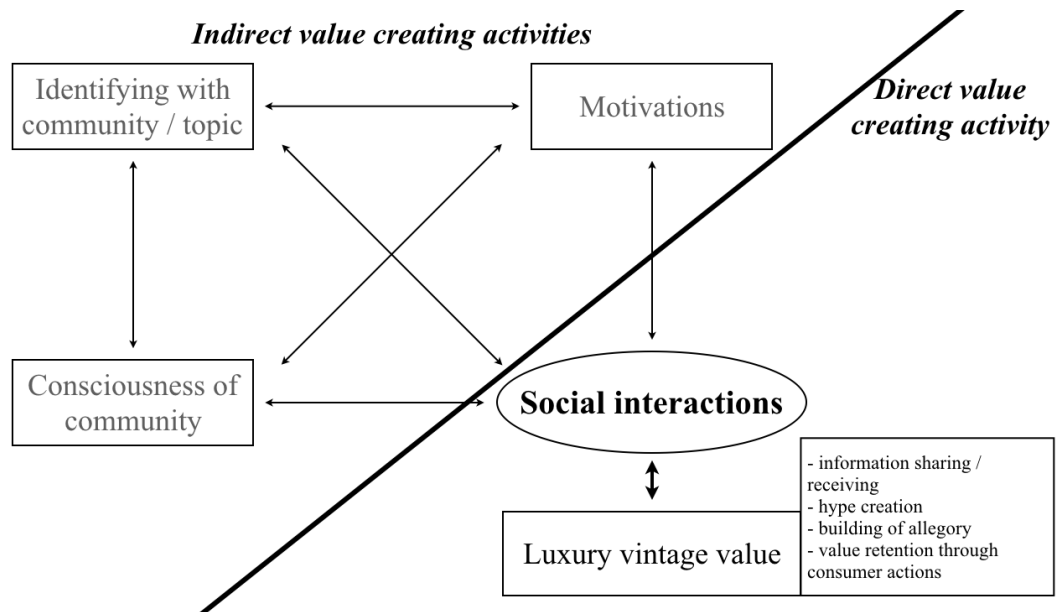 Indirect value creating activities
Identifying with
community / topic
Motivations
Direct value
creating activity
Consciousness of
community
Social interactions
Luxury vintage value
- information sharing /
receiving
- hype creation
- building of allegory
- value retention through
consumer actions